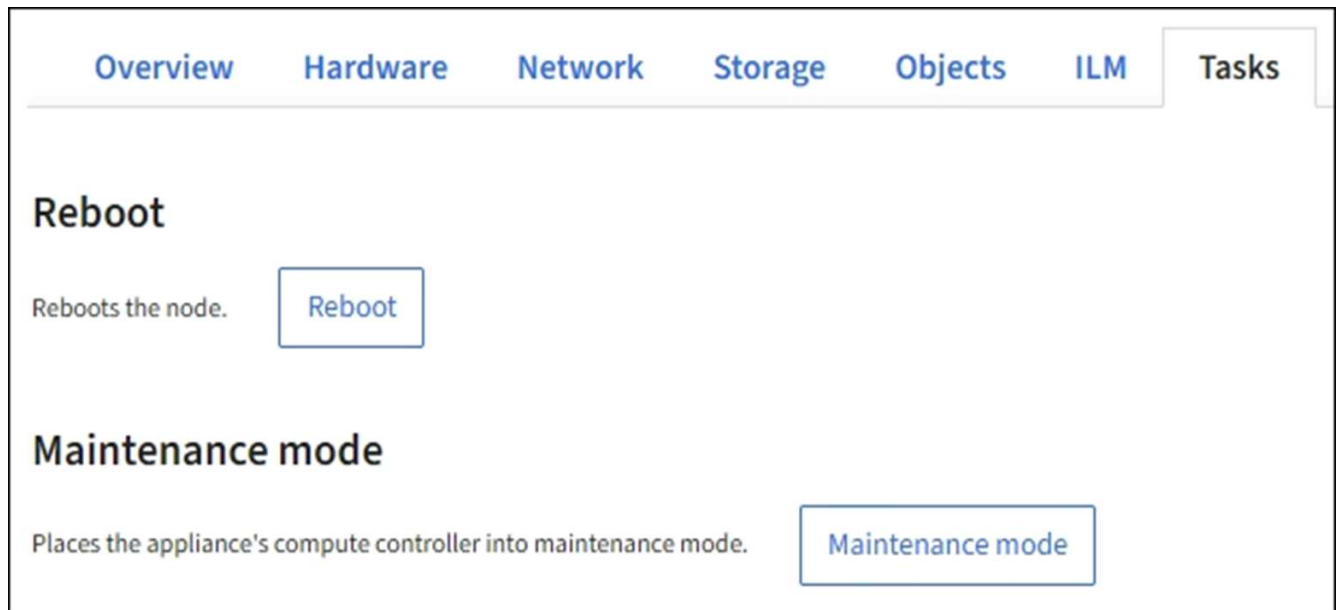 Overview Hardware Network Storage Objects ILM Tasks
Reboot
Reboots the node. Reboot
Maintenance mode
Places the appliance's compute controller into maintenance mode. Maintenance mode